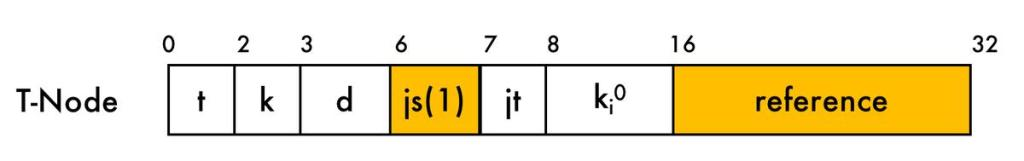 0 2 3 6 7 8 16 32
T-Node t k d js(1) jt kᵢ⁰ reference